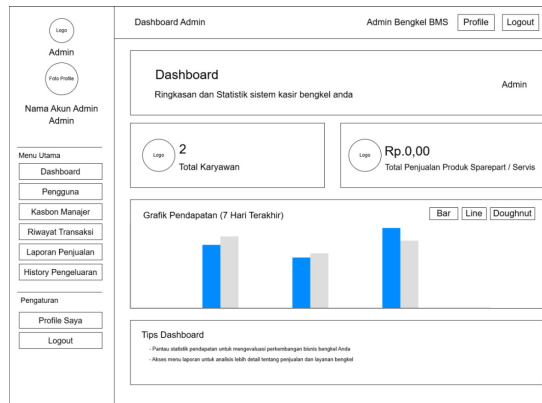 Logo
Admin
Foto Profile
Nama Akun Admin
Admin
Menu Utama
Dashboard
Pengguna
Kasbon Manajer
Riwayat Transaksi
Laporan Penjualan
History Pengeluaran
Pengaturan
Profile Saya
Logout
Dashboard Admin
Admin Bengkel BMS
Profile
Logout
Dashboard
Ringkasan dan Statistik sistem kasir bengkel anda
Admin
Logo
2
Total Karyawan
Logo
Rp.0,00
Total Penjualan Produk Sparepart / Servis
Grafik Pendapatan (7 Hari Terakhir)
Bar
Line
Doughnut
Tips Dashboard
- Pantau statistik pendapatan untuk mengevaluasi perkembangan bisnis bengkel Anda
- Akses menu laporan untuk analisis lebih detail tentang penjualan dan layanan bengkel